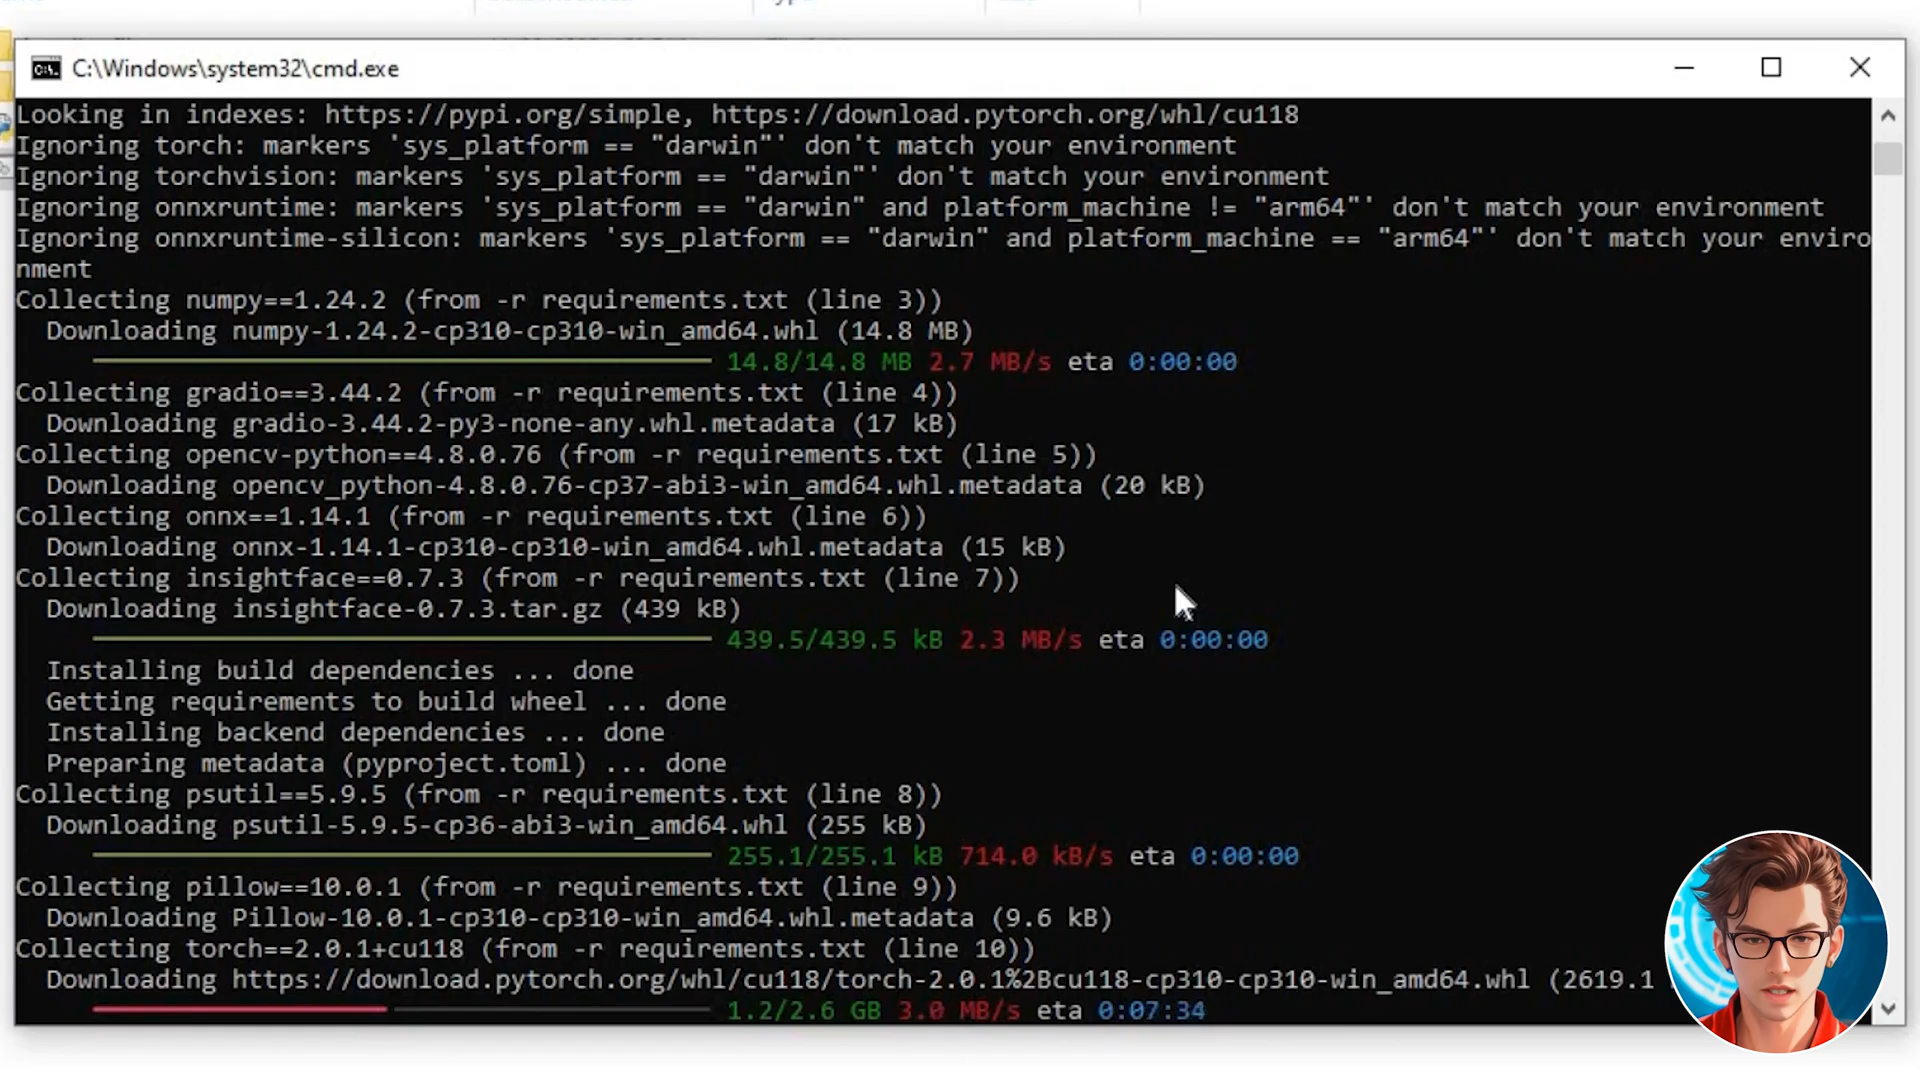 C:\Windows\system32\cmd.exe
Looking in indexes: https://pypi.org/simple, https://download.pytorch.org/whl/cu118
Ignoring torch: markers 'sys_platform == "darwin"' don't match your environment
Ignoring torchvision: markers 'sys_platform == "darwin"' don't match your environment
Ignoring onnxruntime: markers 'sys_platform == "darwin" and platform_machine != "arm64"' don't match your environment
Ignoring onnxruntime-silicon: markers 'sys_platform == "darwin" and platform_machine == "arm64"' don't match your enviro
nment
Collecting numpy==1.24.2 (from -r requirements.txt (line 3))
Downloading numpy-1.24.2-cp310-cp310-win_amd64.whl (14.8 MB)
14.8/14.8 MB 2.7 MB/s eta 0:00:00
Collecting gradio==3.44.2 (from -r requirements.txt (line 4))
Downloading gradio-3.44.2-py3-none-any.whl.metadata (17 kB)
Collecting opencv-python==4.8.0.76 (from -r requirements.txt (line 5))
Downloading opencv_python-4.8.0.76-cp37-abi3-win_amd64.whl.metadata (20 kB)
Collecting onnx==1.14.1 (from -r requirements.txt (line 6))
Downloading onnx-1.14.1-cp310-cp310-win_amd64.whl.metadata (15 kB)
Collecting insightface==0.7.3 (from -r requirements.txt (line 7))
Downloading insightface-0.7.3.tar.gz (439 kB)
439.5/439.5 kB 2.3 MB/s eta 0:00:00
Installing build dependencies ... done
Getting requirements to build wheel ... done
Installing backend dependencies ... done
Preparing metadata (pyproject.toml) ... done
Collecting psutil==5.9.5 (from -r requirements.txt (line 8))
Downloading psutil-5.9.5-cp36-abi3-win_amd64.whl (255 kB)
255.1/255.1 kB 714.0 kB/s eta 0:00:00
Collecting pillow==10.0.1 (from -r requirements.txt (line 9))
Downloading Pillow-10.0.1-cp310-cp310-win_amd64.whl.metadata (9.6 kB)
Collecting torch==2.0.1+cu118 (from -r requirements.txt (line 10))
Downloading https://download.pytorch.org/whl/cu118/torch-2.0.1%2Bcu118-cp310-cp310-win_amd64.whl (2619.1
1.2/2.6 GB 3.0 MB/s eta 0:07:34